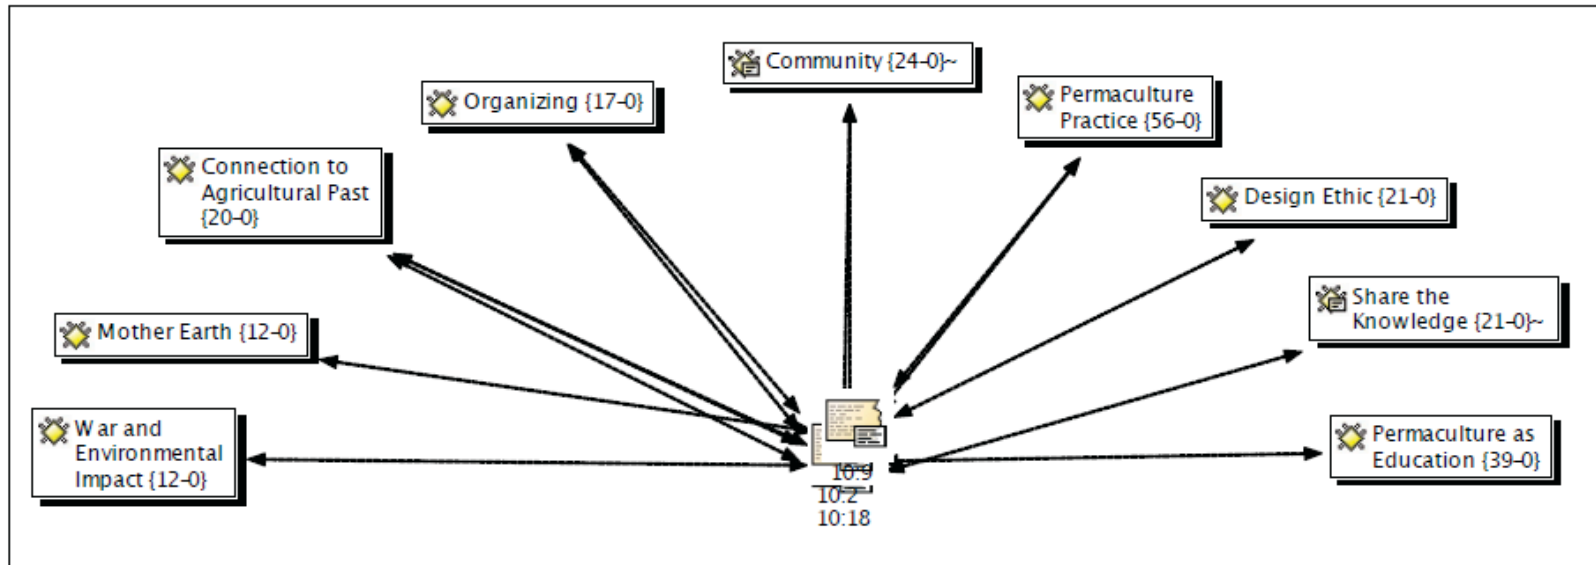 Community {24-0}~
Organizing {17-0}
Permaculture
Practice {56-0}
Connection to
Agricultural Past
{20-0}
Design Ethic {21-0}
Share the
Knowledge {21-0}~
Mother Earth {12-0}
War and
Environmental
Impact {12-0}
Permaculture as
Education {39-0}
10:9
10:2
10:18